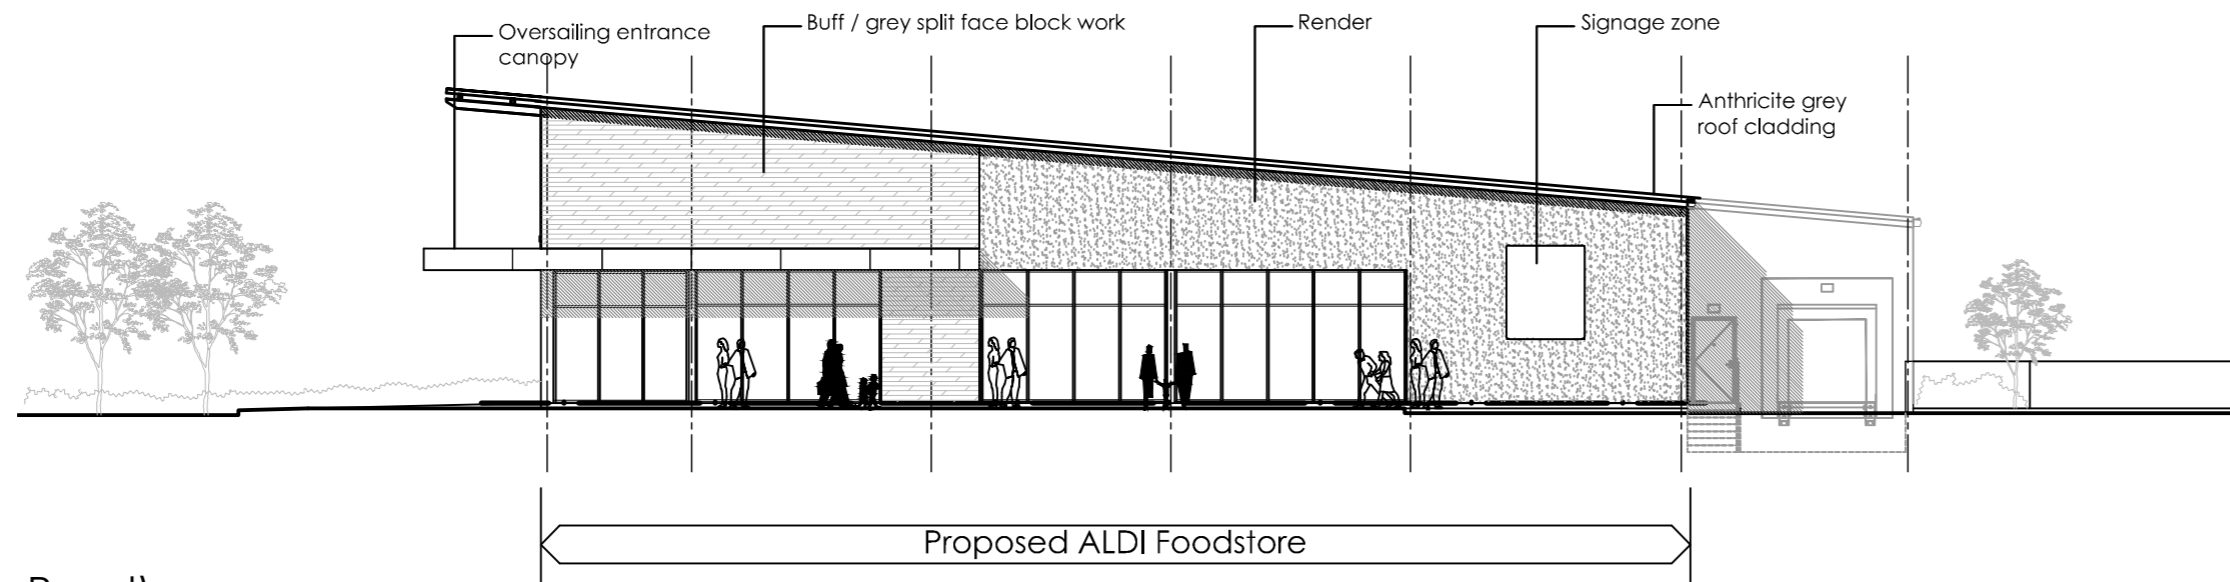 Oversailing entrance
canopy
Buff / grey split face block work
Render
Signage zone
Anthricite grey
roof cladding
Proposed ALDI Foodstore